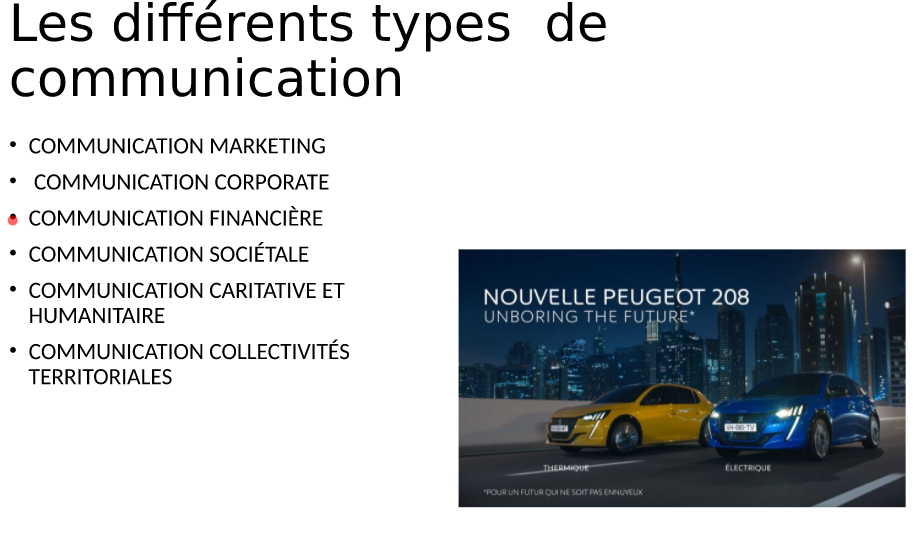 Les différents types  de
communication
• COMMUNICATION MARKETING
•  COMMUNICATION CORPORATE
• COMMUNICATION FINANCIÈRE
• COMMUNICATION SOCIÉTALE
• COMMUNICATION CARITATIVE ET
HUMANITAIRE
• COMMUNICATION COLLECTIVITÉS
TERRITORIALES
NOUVELLE PEUGEOT 208
UNBORING THE FUTURE*
THERMIQUE
ÉLECTRIQUE
*POUR UN FUTUR QUI NE SOIT PAS ENNUYEUX